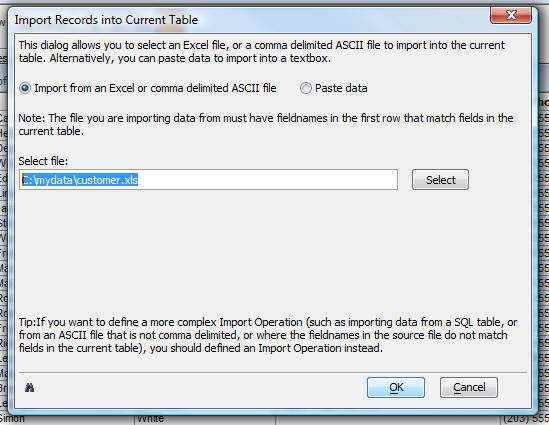 Import Records into Current Table
This dialog allows you to select an Excel file, or a comma delimited ASCII file to import into the current
table. Alternatively, you can paste data to import into a textbox.
Import from an Excel or comma delimited ASCII file
Paste data
Note: The file you are importing data from must have fieldnames in the first row that match fields in
the current table.
Select file:
C:\mydata\customer.xls
Select
Tip:If you want to define a more complex Import Operation (such as importing data from a SQL table, or
from an ASCII file that is not comma delimited, or where the fieldnames in the source file do not match
fields in the current table), you should defined an Import Operation instead.
OK
Cancel
Simon
White
(203) 555